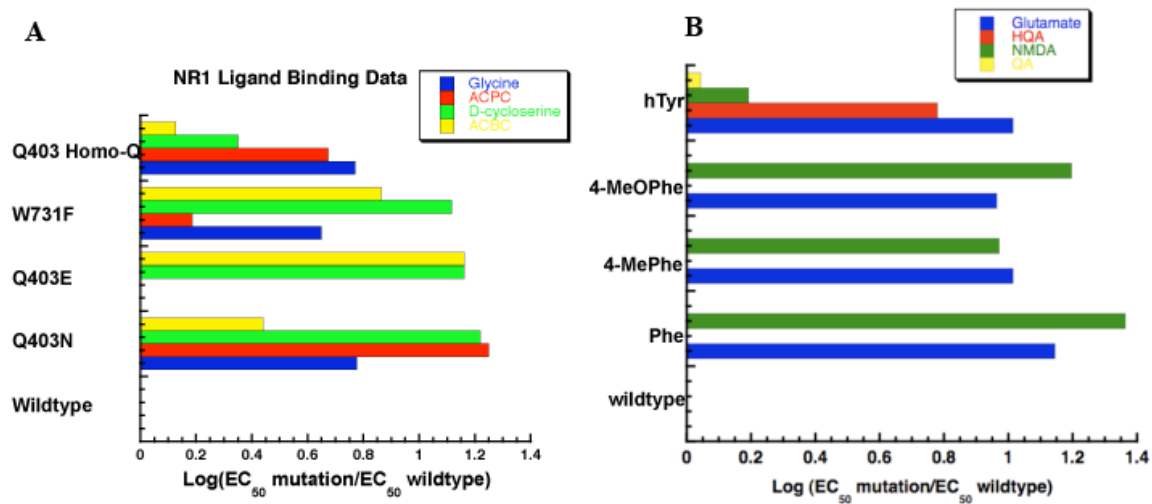 A
NR1 Ligand Binding Data
Glycine
ACPC
D-cycloserine
ACBC
Q403 Homo-Q
W731F
Q403E
Q403N
Wildtype
0 0.2 0.4 0.6 0.8 1 1.2 1.4
Log(EC50 mutation/EC50 wildtype)
B
Glutamate
HQA
NMDA
QA
hTyr
4-MeOPhe
4-MePhe
Phe
wildtype
0 0.2 0.4 0.6 0.8 1 1.2 1.4
Log (EC50 mutation/EC50 wildtype)